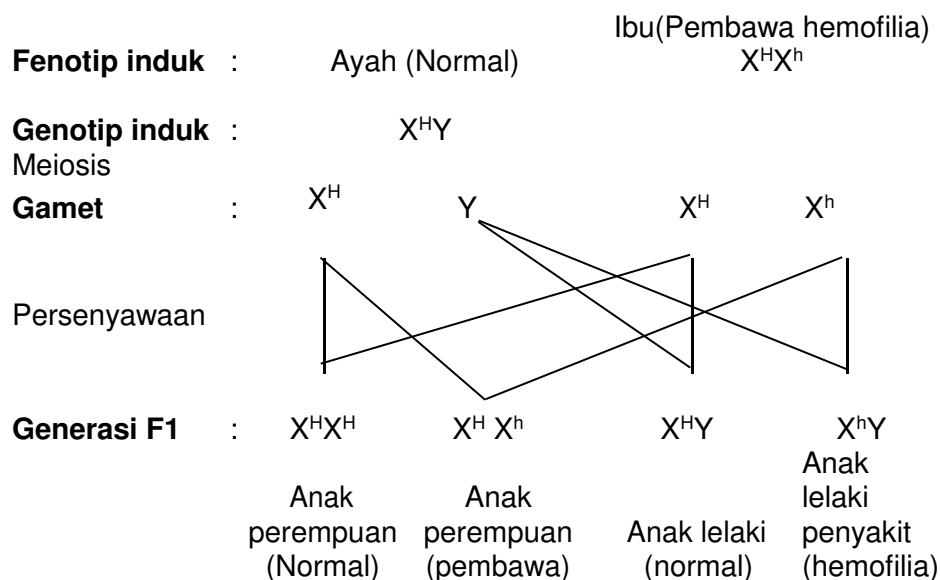 Ibu(Pembawa hemofilia)
Fenotip induk : Ayah (Normal) XᴴXʰ
Genotip induk : XᴴY
Meiosis
Gamet : Xᴴ Y Xᴴ Xʰ
Persenyawaan
Generasi F1 : XᴴXᴴ Xᴴ Xʰ XᴴY XʰY
Anak perempuan (Normal)
Anak perempuan (pembawa)
Anak lelaki (normal)
Anak lelaki penyakit (hemofilia)